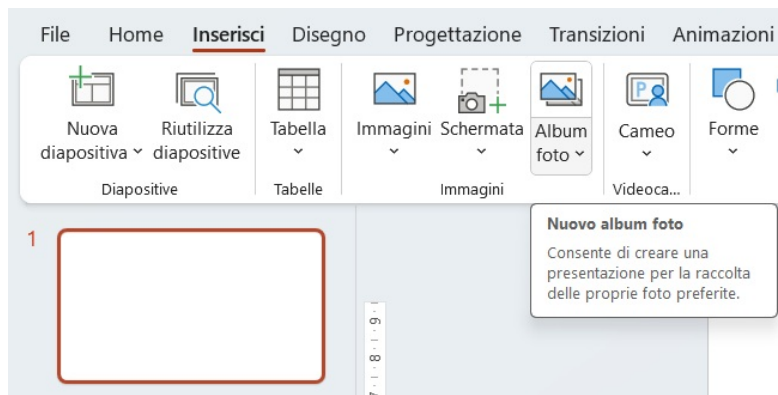 File Home Inserisci Disegno Progettazione Transizioni Animazioni
Nuova diapositiva
Riutilizza diapositive
Tabella
Immagini
Schermata
Album foto
Cameo
Forme
Diapositive Tabelle Immagini Videoca...
1
Nuovo album foto
Consente di creare una
presentazione per la raccolta
delle proprie foto preferite.
9
8